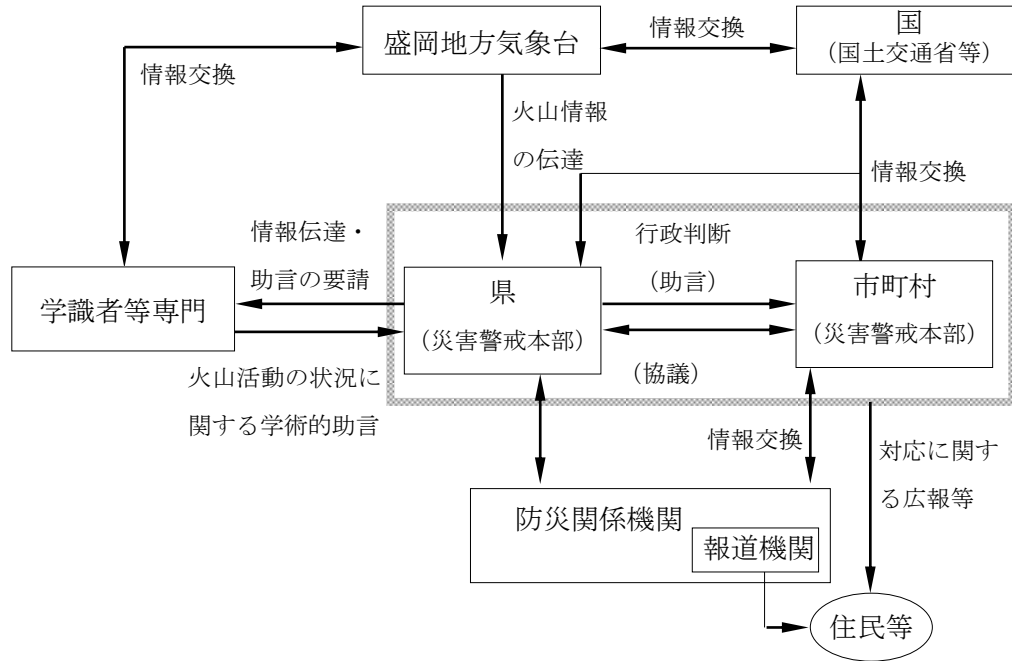 盛岡地方気象台
情報交換
国
(国土交通省等)
情報交換
火山情報
の伝達
情報交換
情報伝達・
助言の要請
行政判断
(助言)
学識者等専門
県
(災害警戒本部)
市町村
(災害警戒本部)
(協議)
火山活動の状況に
関する学術的助言
情報交換
対応に関す
る広報等
防災関係機関
報道機関
住民等